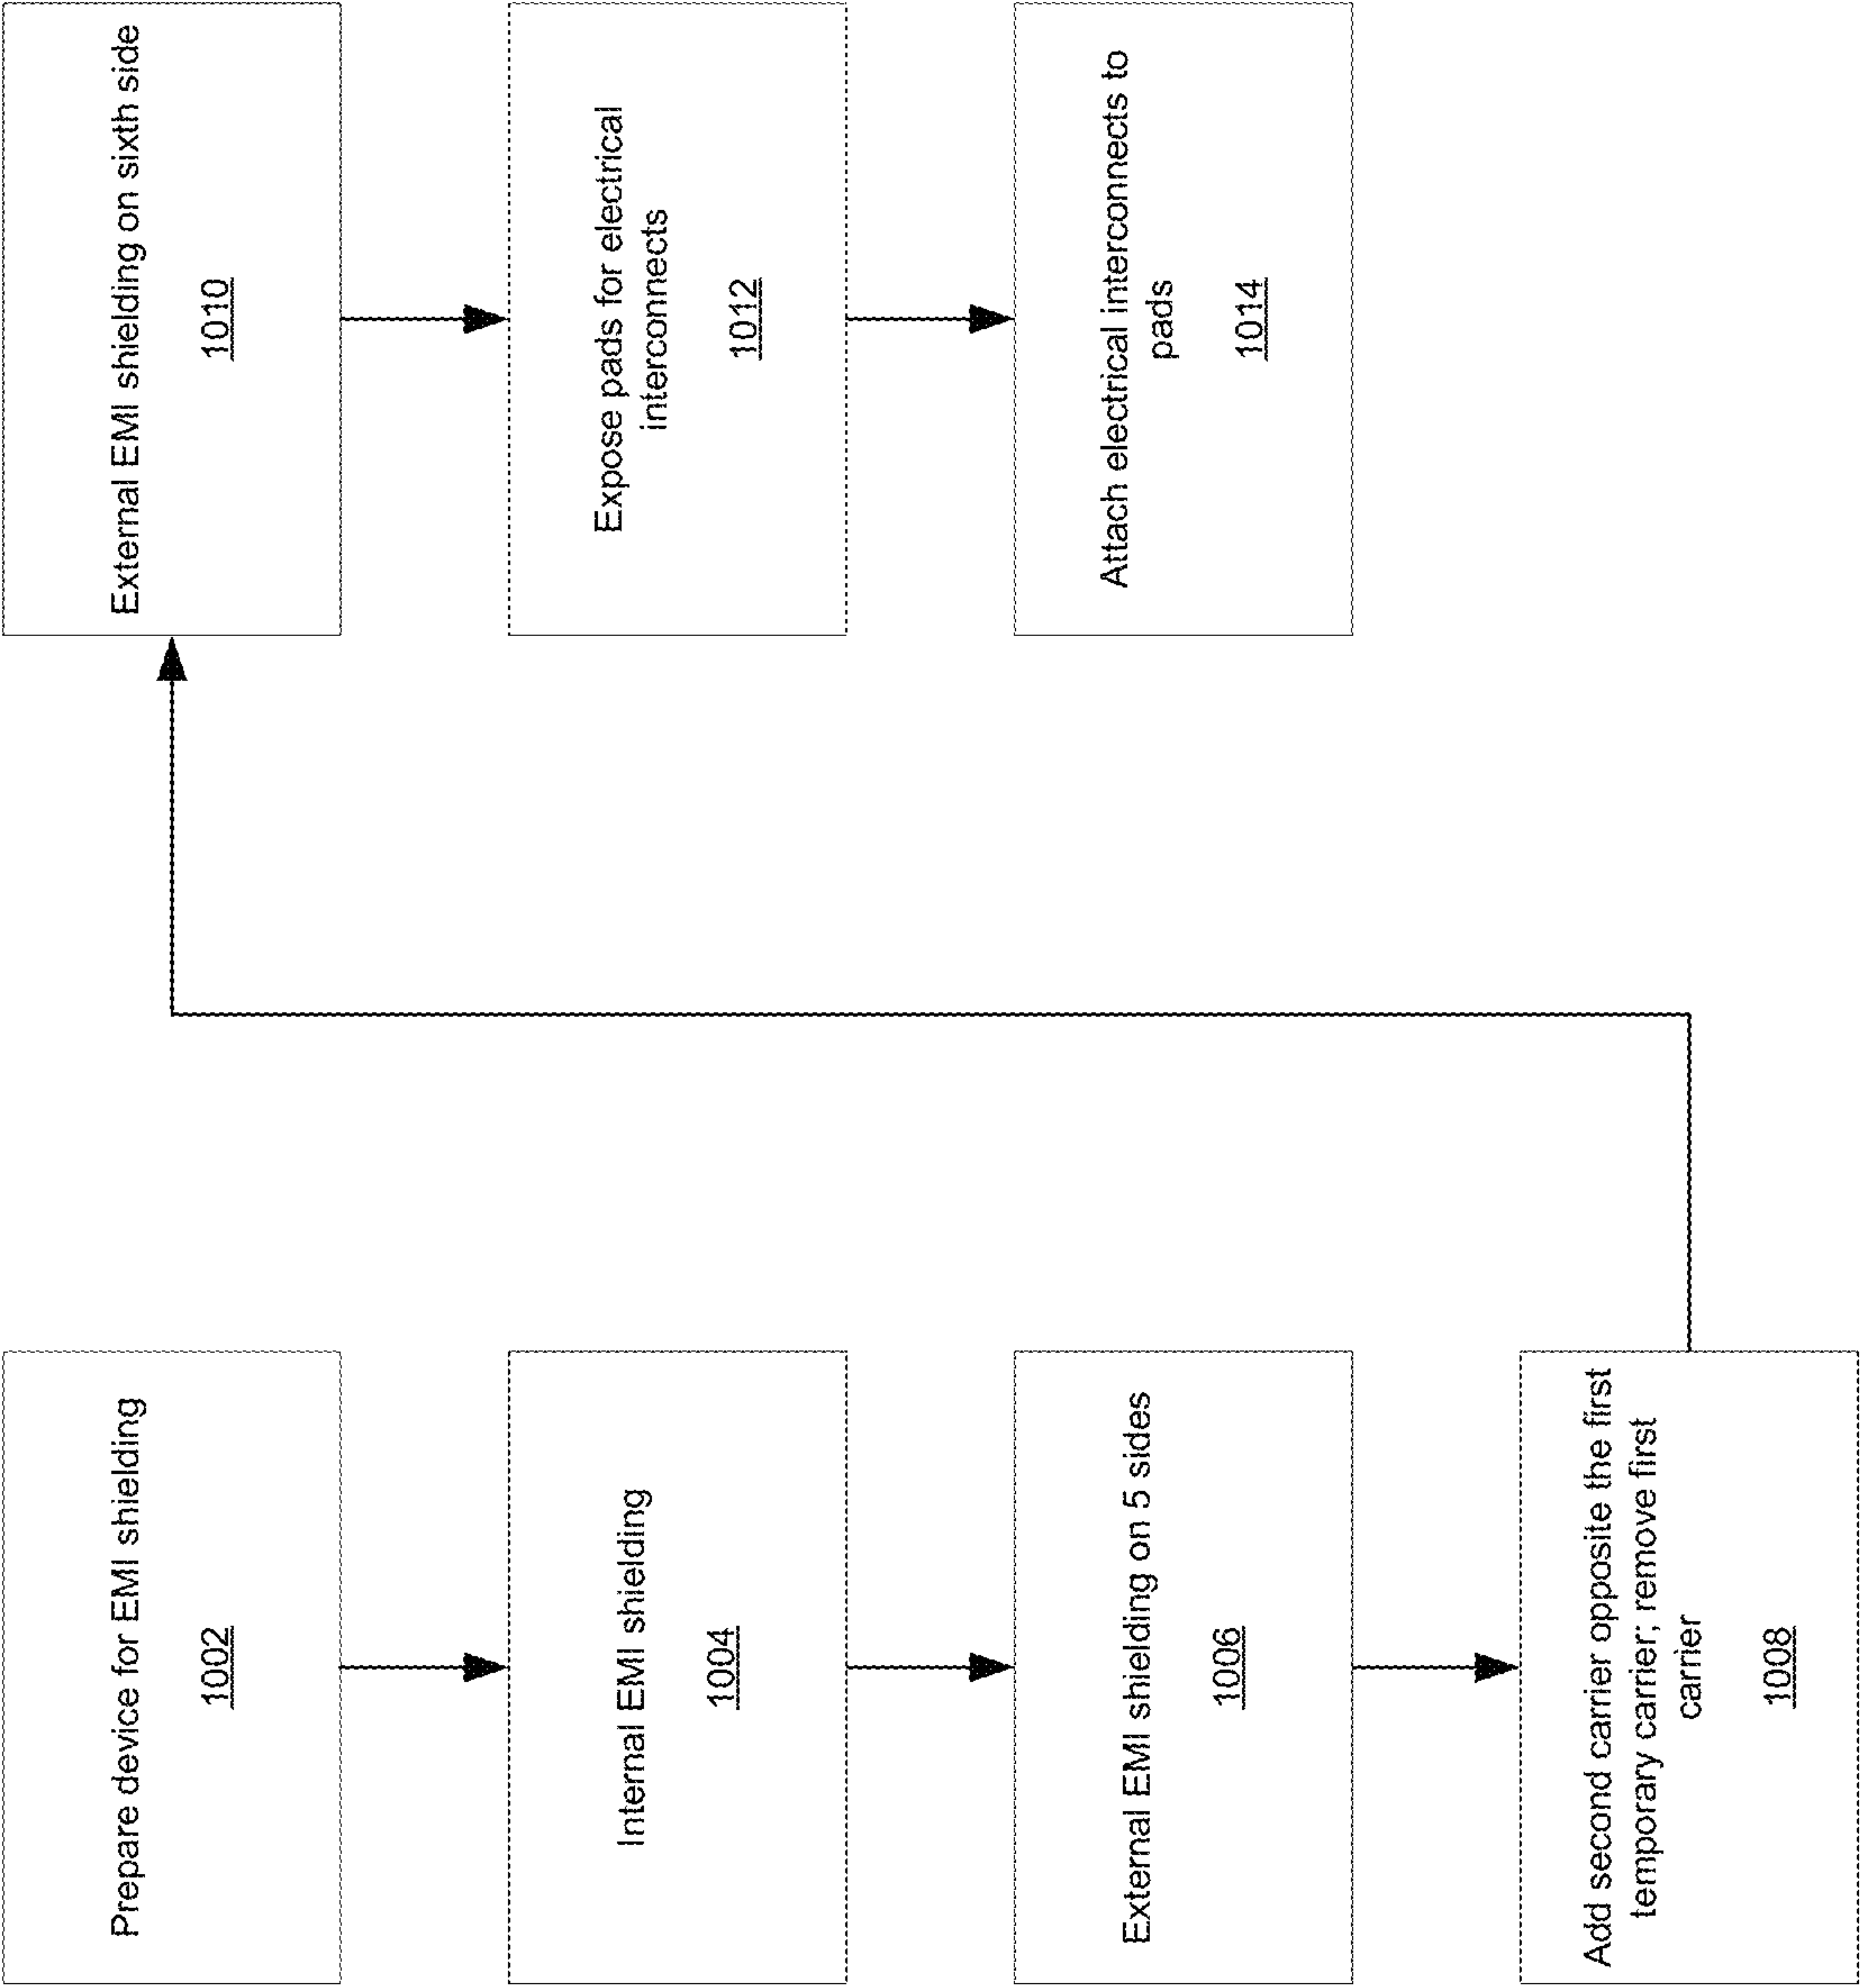 Prepare device for EMI shielding
1002
Internal EMI shielding
1004
External EMI shielding on 5 sides
1006
Add second carrier opposite the first
temporary carrier; remove first
carrier
1008
External EMI shielding on sixth side
1010
Expose pads for electrical
interconnects
1012
Attach electrical interconnects to
pads
1014